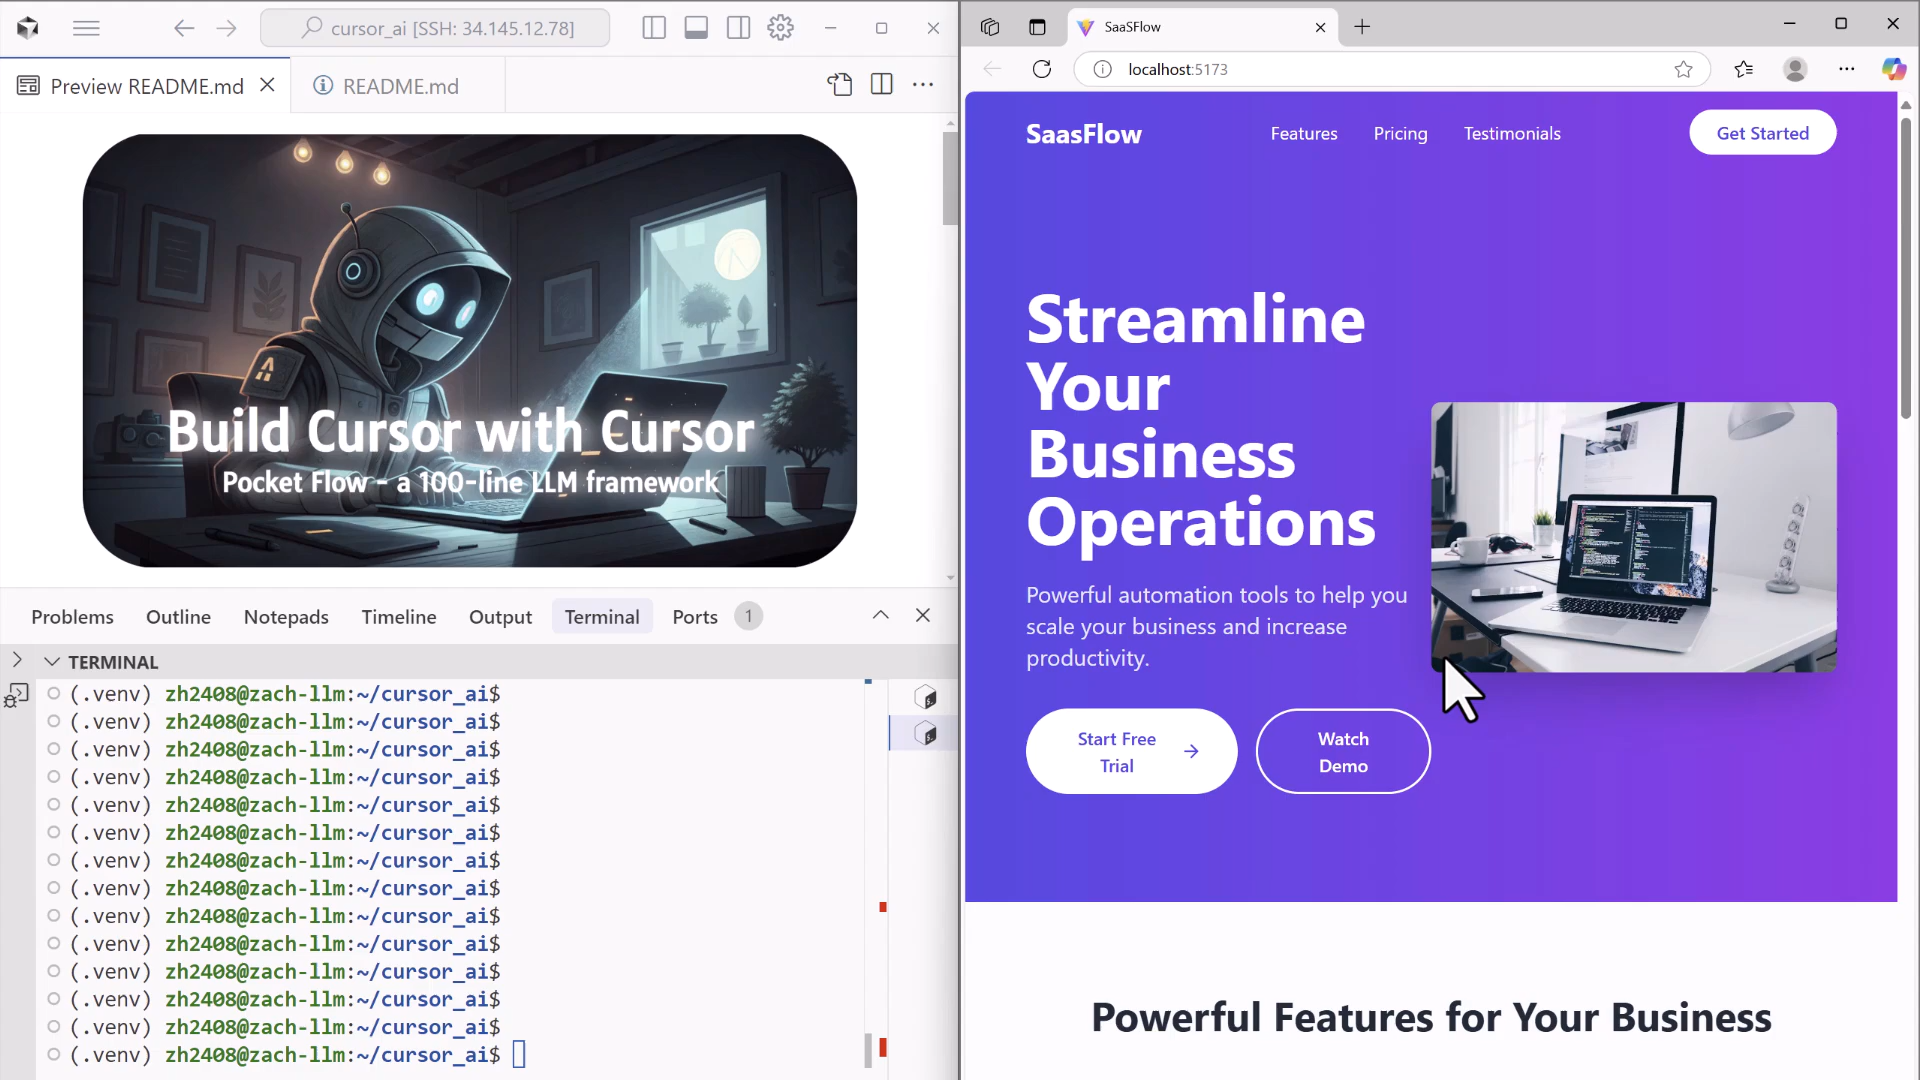 cursor_ai [SSH: 34.145.12.78]
Preview README.md
README.md
Build Cursor with Cursor
Pocket Flow - a 100-line LLM framework
Problems Outline Notepads Timeline Output Terminal Ports 1
TERMINAL
(.venv) zh2408@zach-llm:~/cursor_ai$
(.venv) zh2408@zach-llm:~/cursor_ai$
(.venv) zh2408@zach-llm:~/cursor_ai$
(.venv) zh2408@zach-llm:~/cursor_ai$
(.venv) zh2408@zach-llm:~/cursor_ai$
(.venv) zh2408@zach-llm:~/cursor_ai$
(.venv) zh2408@zach-llm:~/cursor_ai$
(.venv) zh2408@zach-llm:~/cursor_ai$
(.venv) zh2408@zach-llm:~/cursor_ai$
(.venv) zh2408@zach-llm:~/cursor_ai$
(.venv) zh2408@zach-llm:~/cursor_ai$
(.venv) zh2408@zach-llm:~/cursor_ai$
(.venv) zh2408@zach-llm:~/cursor_ai$
(.venv) zh2408@zach-llm:~/cursor_ai$
SaaSFlow
localhost:5173
SaasFlow
Features Pricing Testimonials
Get Started
Streamline
Your
Business
Operations
Powerful automation tools to help you
scale your business and increase
productivity.
Start Free
Trial
Watch
Demo
Powerful Features for Your Business